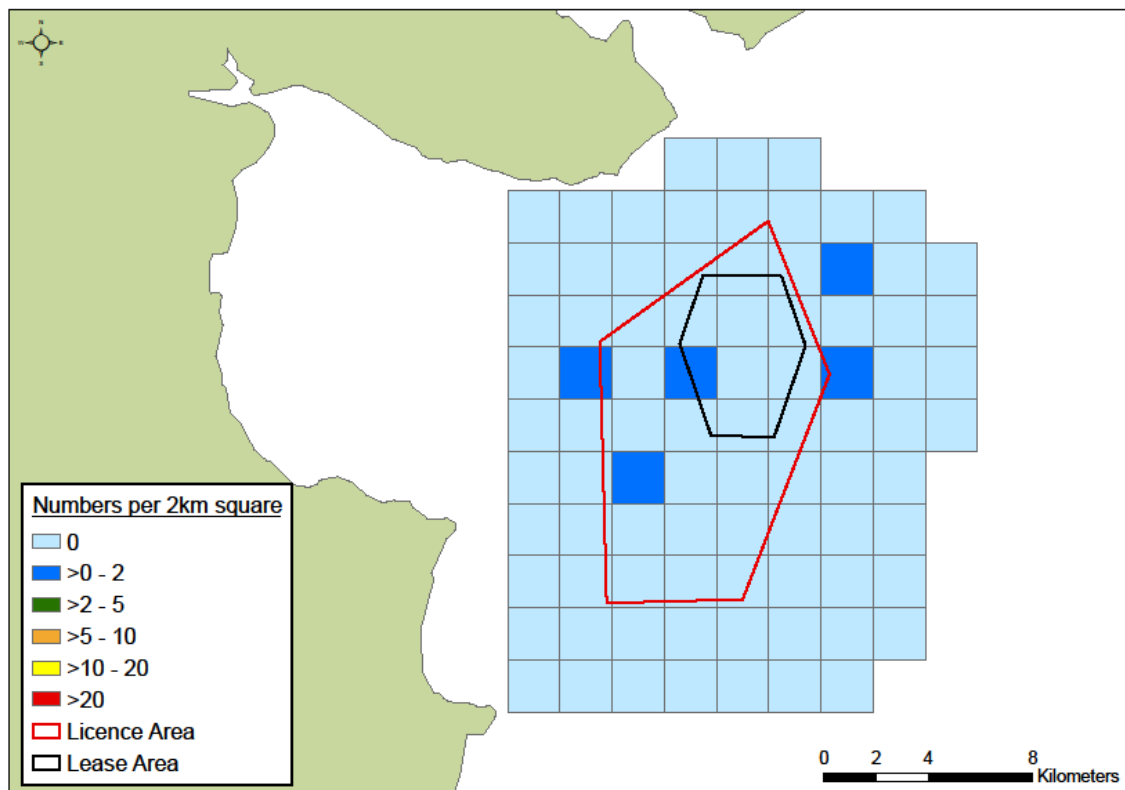 N
W E
S
Numbers per 2km square
0
>0 - 2
>2 - 5
>5 - 10
>10 - 20
>20
Licence Area
Lease Area
0 2 4 8
Kilometers